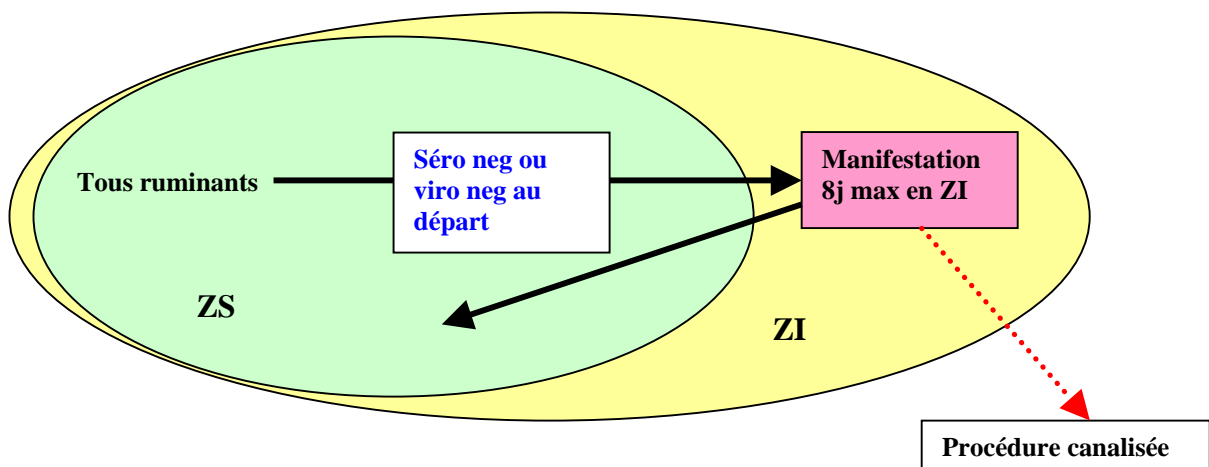 Tous ruminants
Séro neg ou
viro neg au
départ
Manifestation
8j max en ZI
ZS
ZI
Procédure canalisée